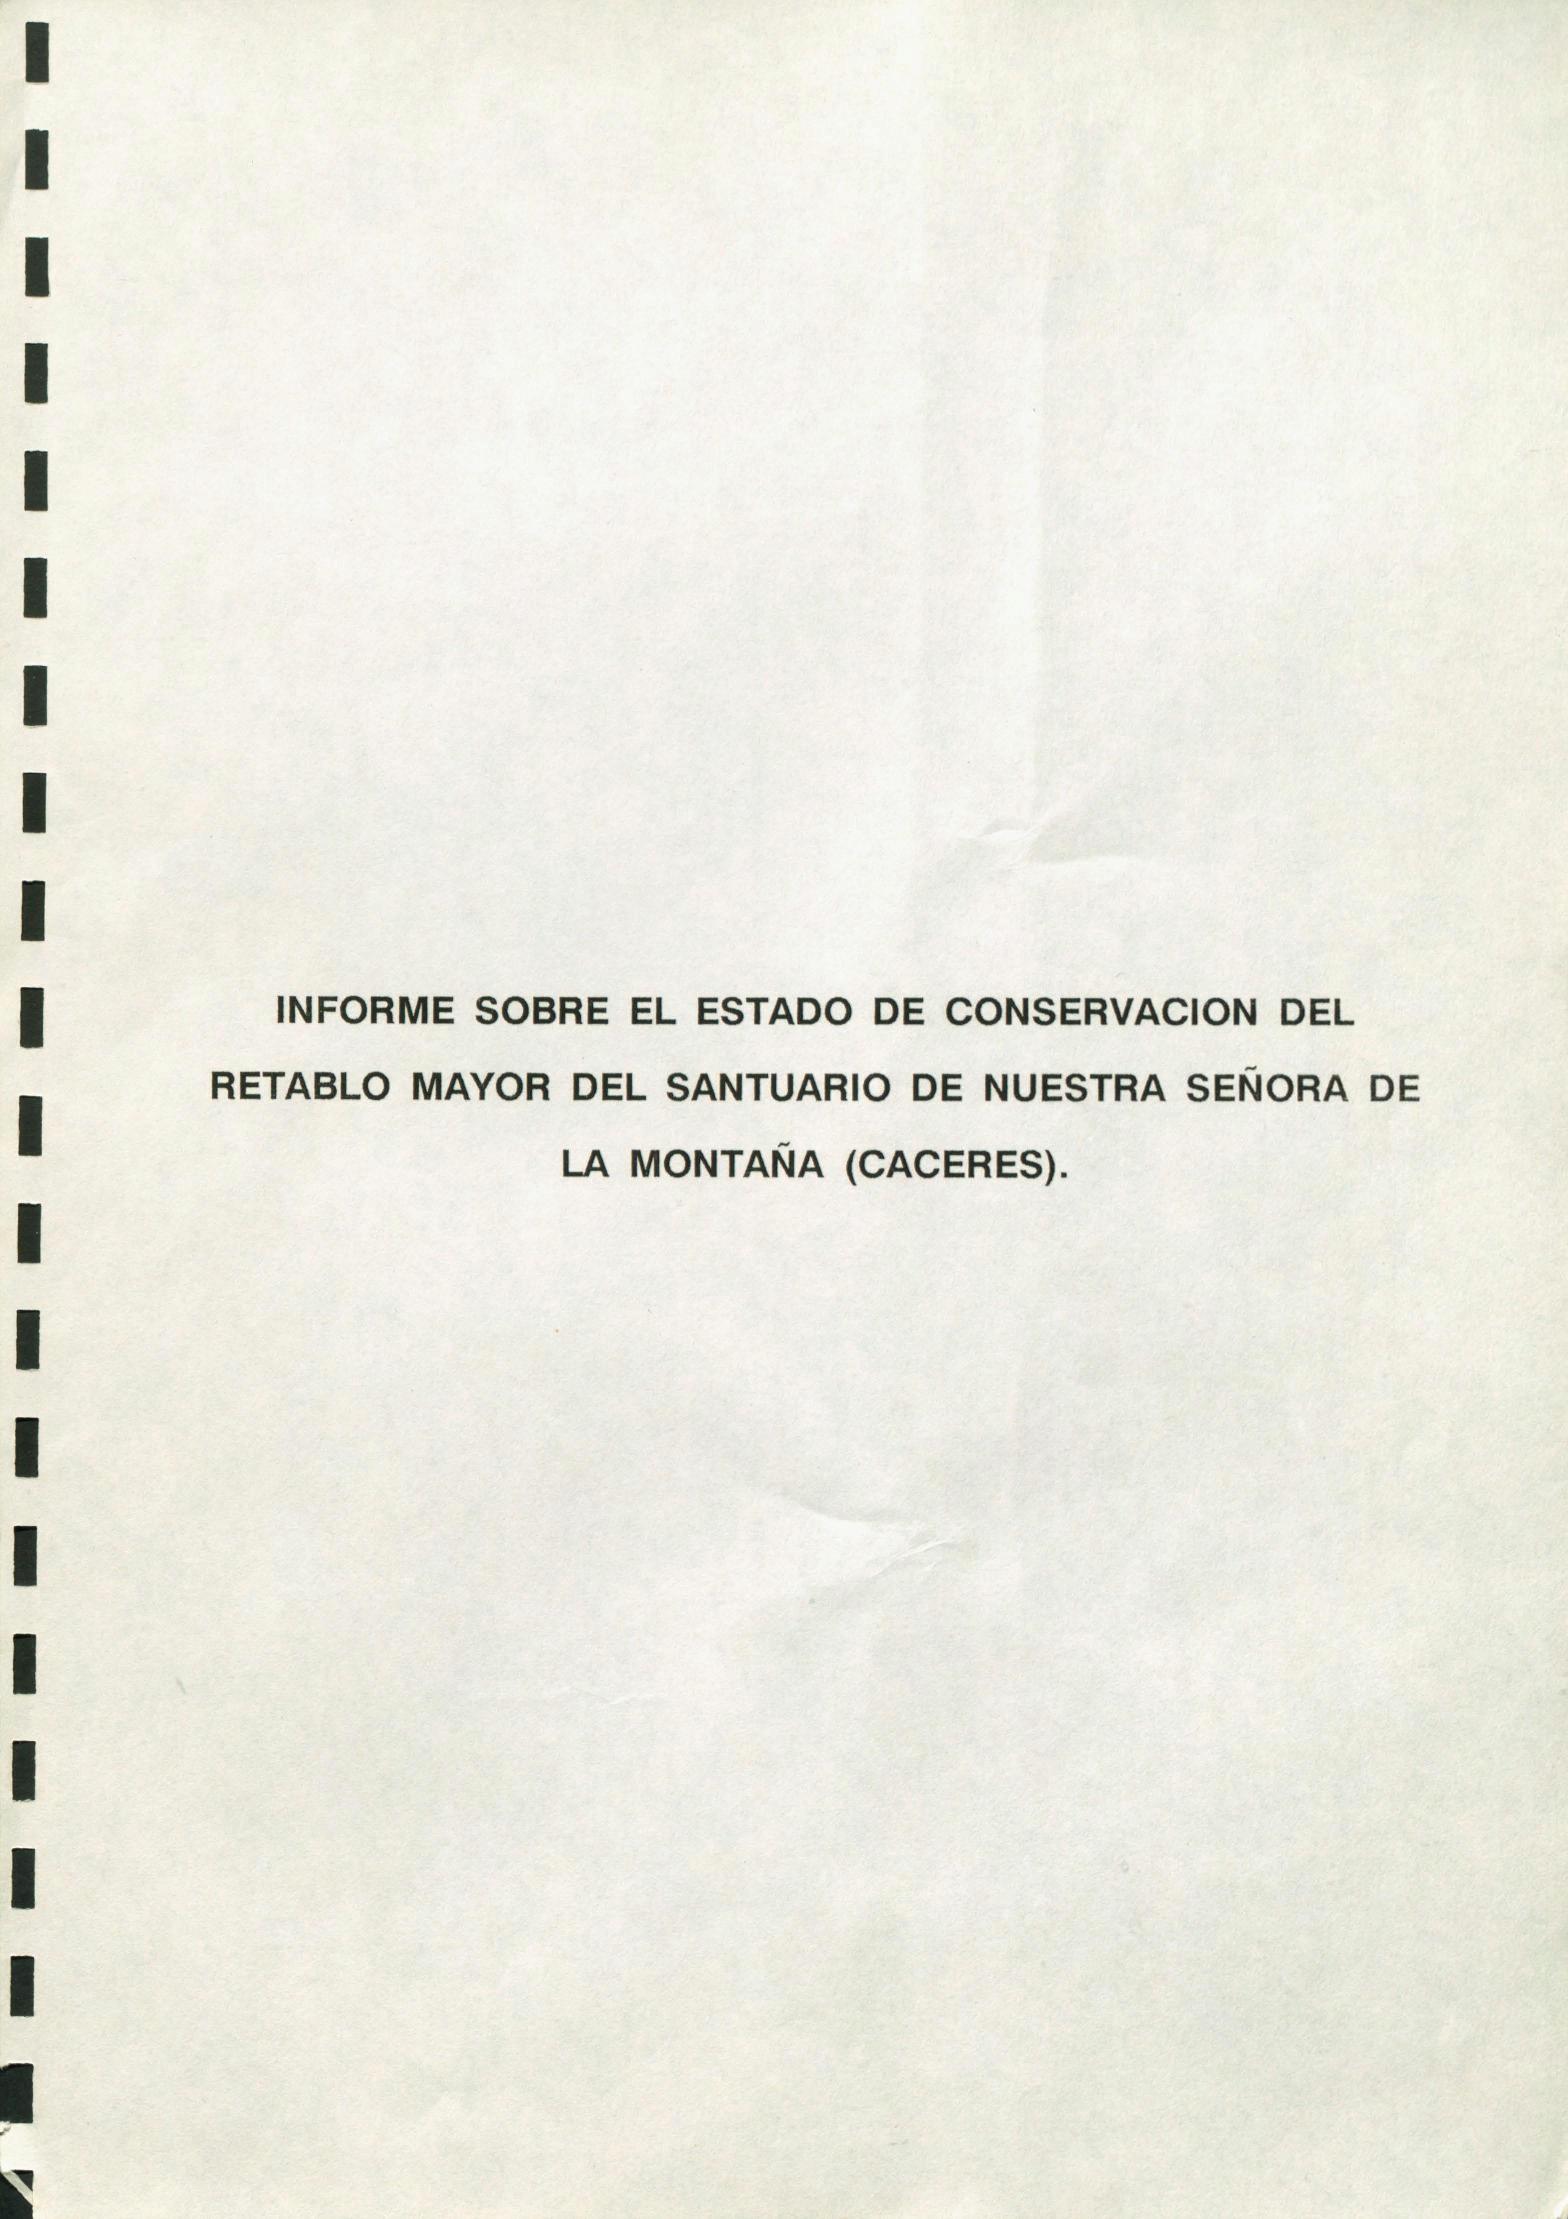 INFORME SOBRE EL ESTADO DE CONSERVACION DEL
RETABLO MAYOR DEL SANTUARIO DE NUESTRA SEÑORA DE
LA MONTAÑA (CACERES).